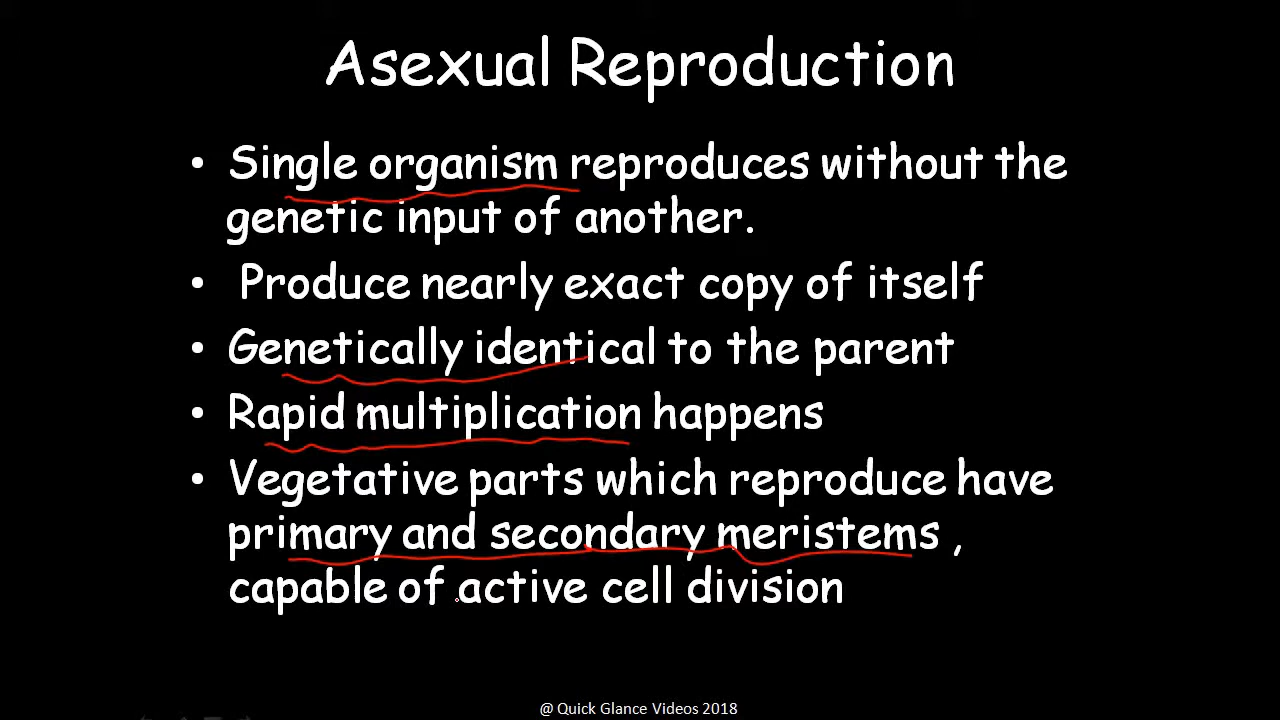 Asexual Reproduction
• Single organism reproduces without the
genetic input of another.
• Produce nearly exact copy of itself
• Genetically identical to the parent
• Rapid multiplication happens
• Vegetative parts which reproduce have
primary and secondary meristems ,
capable of active cell division
@ Quick Glance Videos 2018